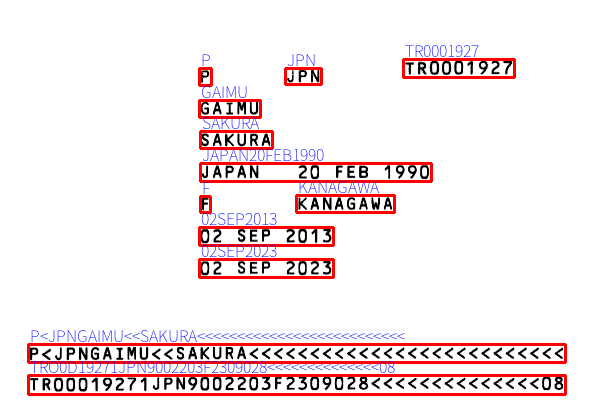 P JPN TR0001927
P JPN TR0001927
GAIMU
GAIMU
SAKURA
SAKURA
JAPAN20FEB1990
JAPAN 20 FEB 1990
F KANAGAWA
F KANAGAWA
02SEP2013
02 SEP 2013
02SEP2023
02 SEP 2023
P<JPNGAIMU<<SAKURA<<<<<<<<<<<<<<<<<<<<<<<<<<
P<JPNGAIMU<<SAKURA<<<<<<<<<<<<<<<<<<<<<<<<<<
TRO0D19271JPN9002203F2309028<<<<<<<<<<<<<<08
TR00019271JPN9002203F2309028<<<<<<<<<<<<<<08